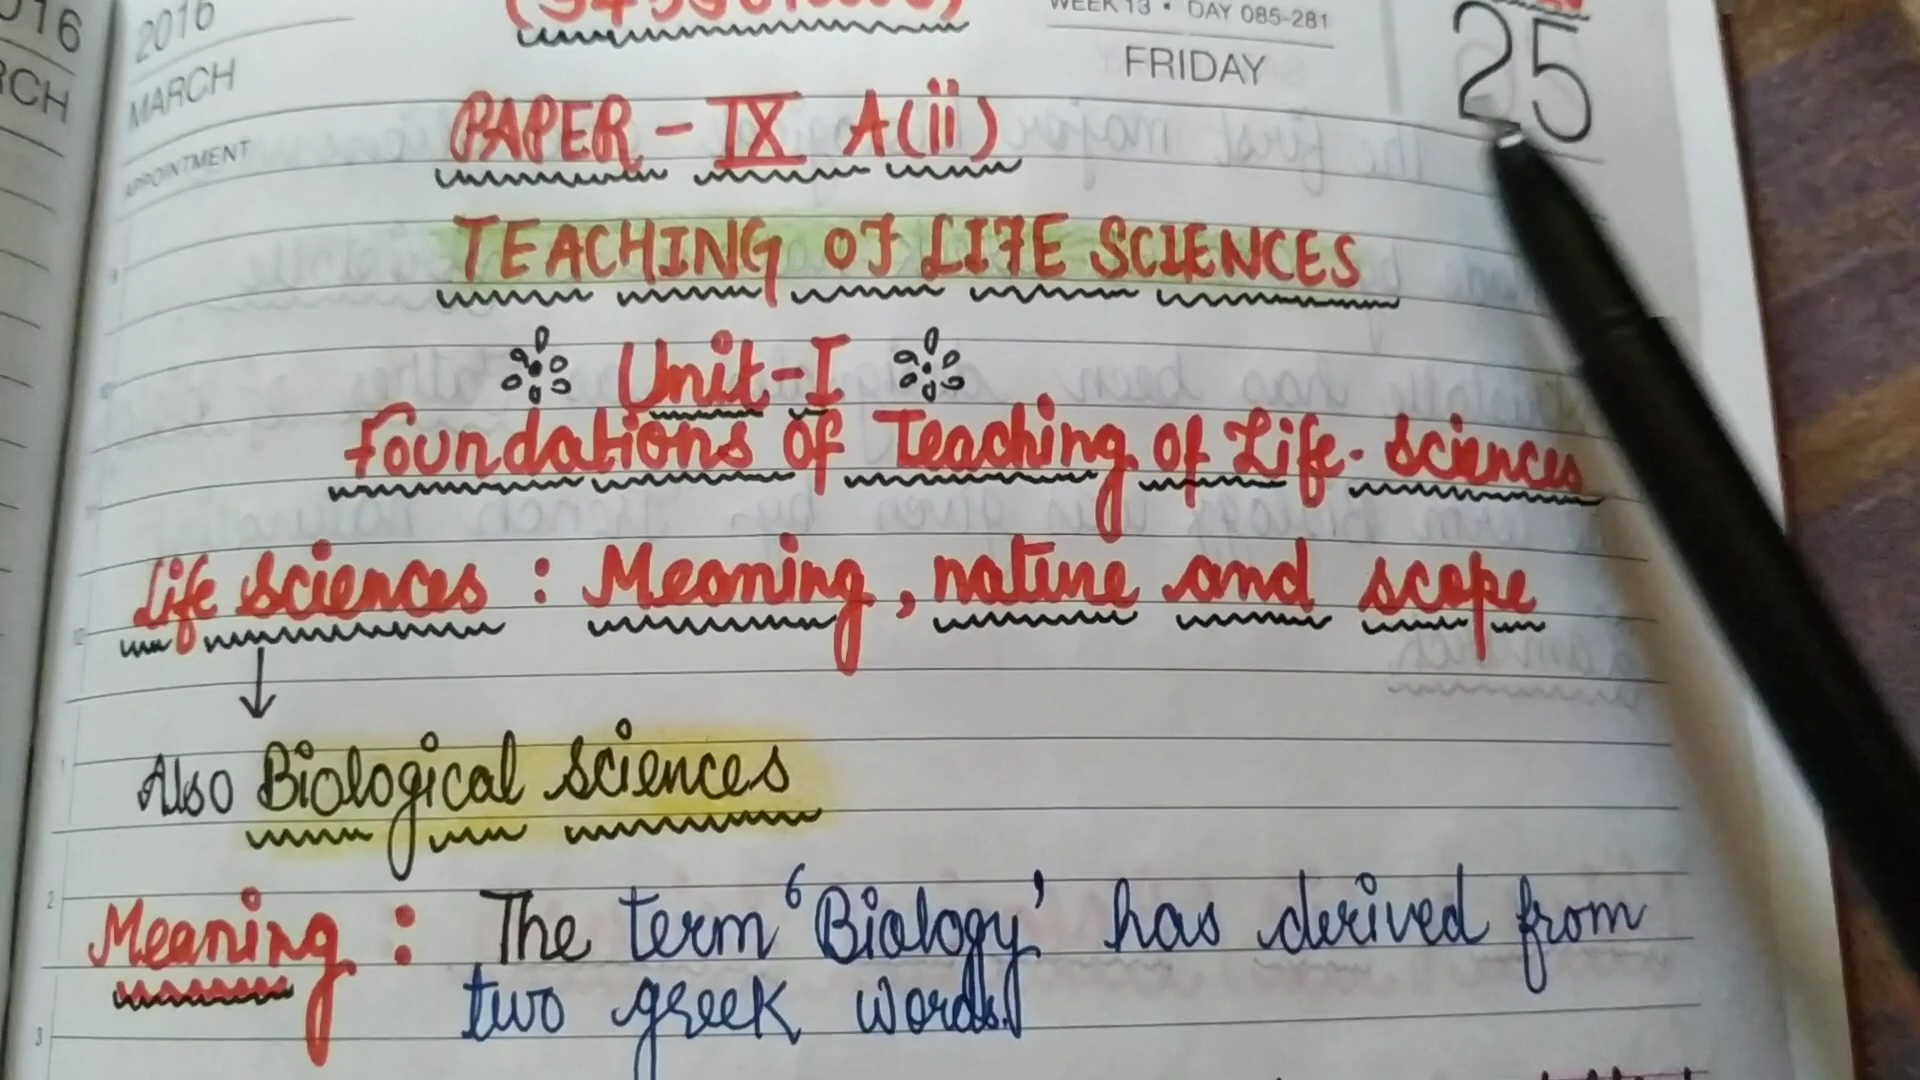 2016
MARCH
APPOINTMENT
WEEK 13 • DAY 085-281
FRIDAY
25
PAPER - IX A(ii)
TEACHING OF LIFE SCIENCES
Unit-I
Foundations of Teaching of Life-Sciences
Life Sciences : Meaning, nature and scope
Also Biological Sciences
Meaning : The term 'Biology' has derived from
two greek words.